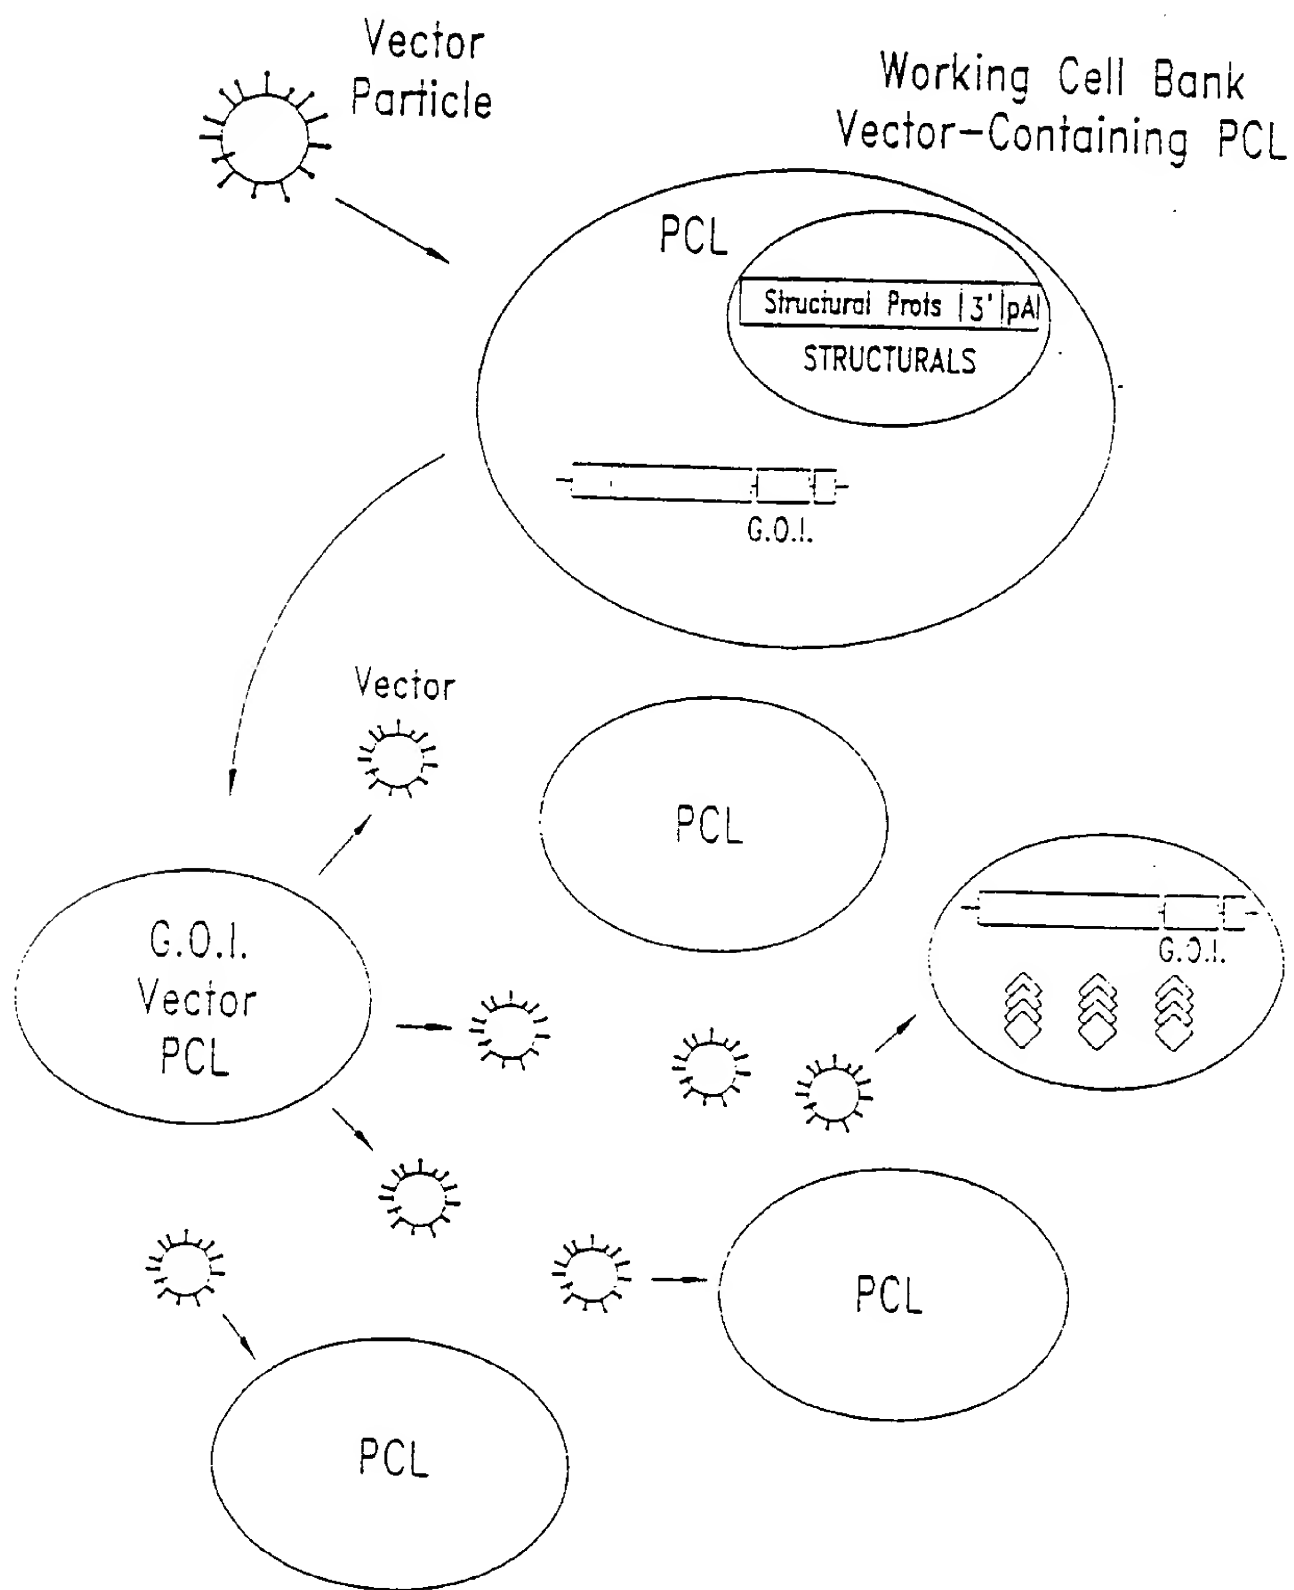 Vector
Particle
Working Cell Bank
Vector-Containing PCL
PCL
Structural Prots 3' pA
STRUCTURALS
G.O.I.
Vector
PCL
G.O.I.
G.O.I.
Vector
PCL
PCL
PCL